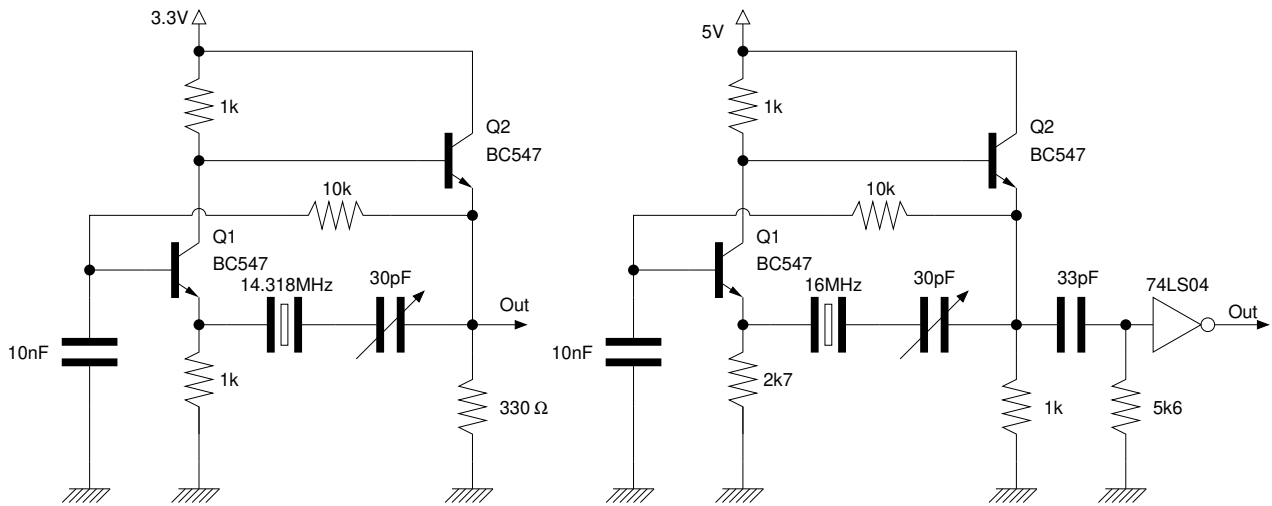 3.3V
1k
Q2
BC547
10k
Q1
BC547
14.318MHz
30pF
Out
10nF
1k
330 Ω
5V
1k
Q2
BC547
10k
Q1
BC547
16MHz
30pF
33pF
74LS04
Out
10nF
2k7
1k
5k6